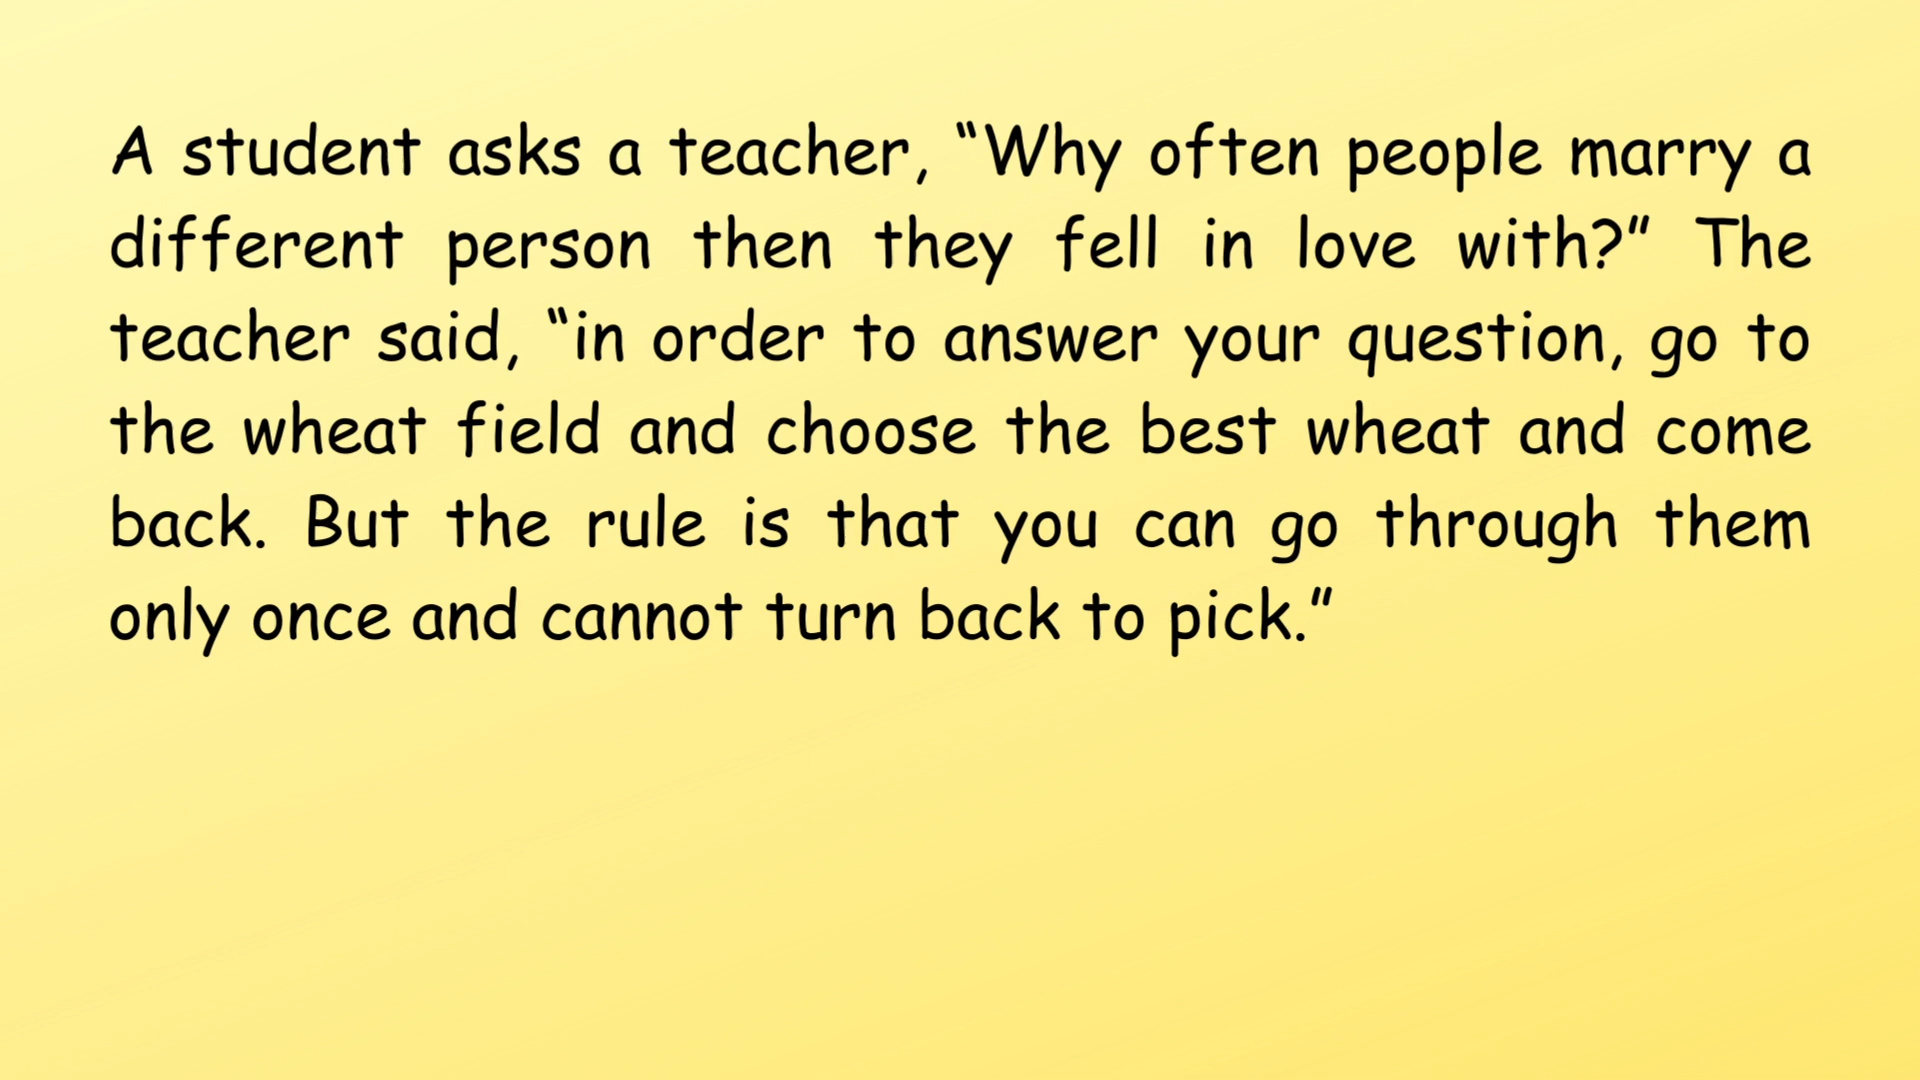 A student asks a teacher, “Why often people marry a
different person then they fell in love with?” The
teacher said, “in order to answer your question, go to
the wheat field and choose the best wheat and come
back. But the rule is that you can go through them
only once and cannot turn back to pick.”